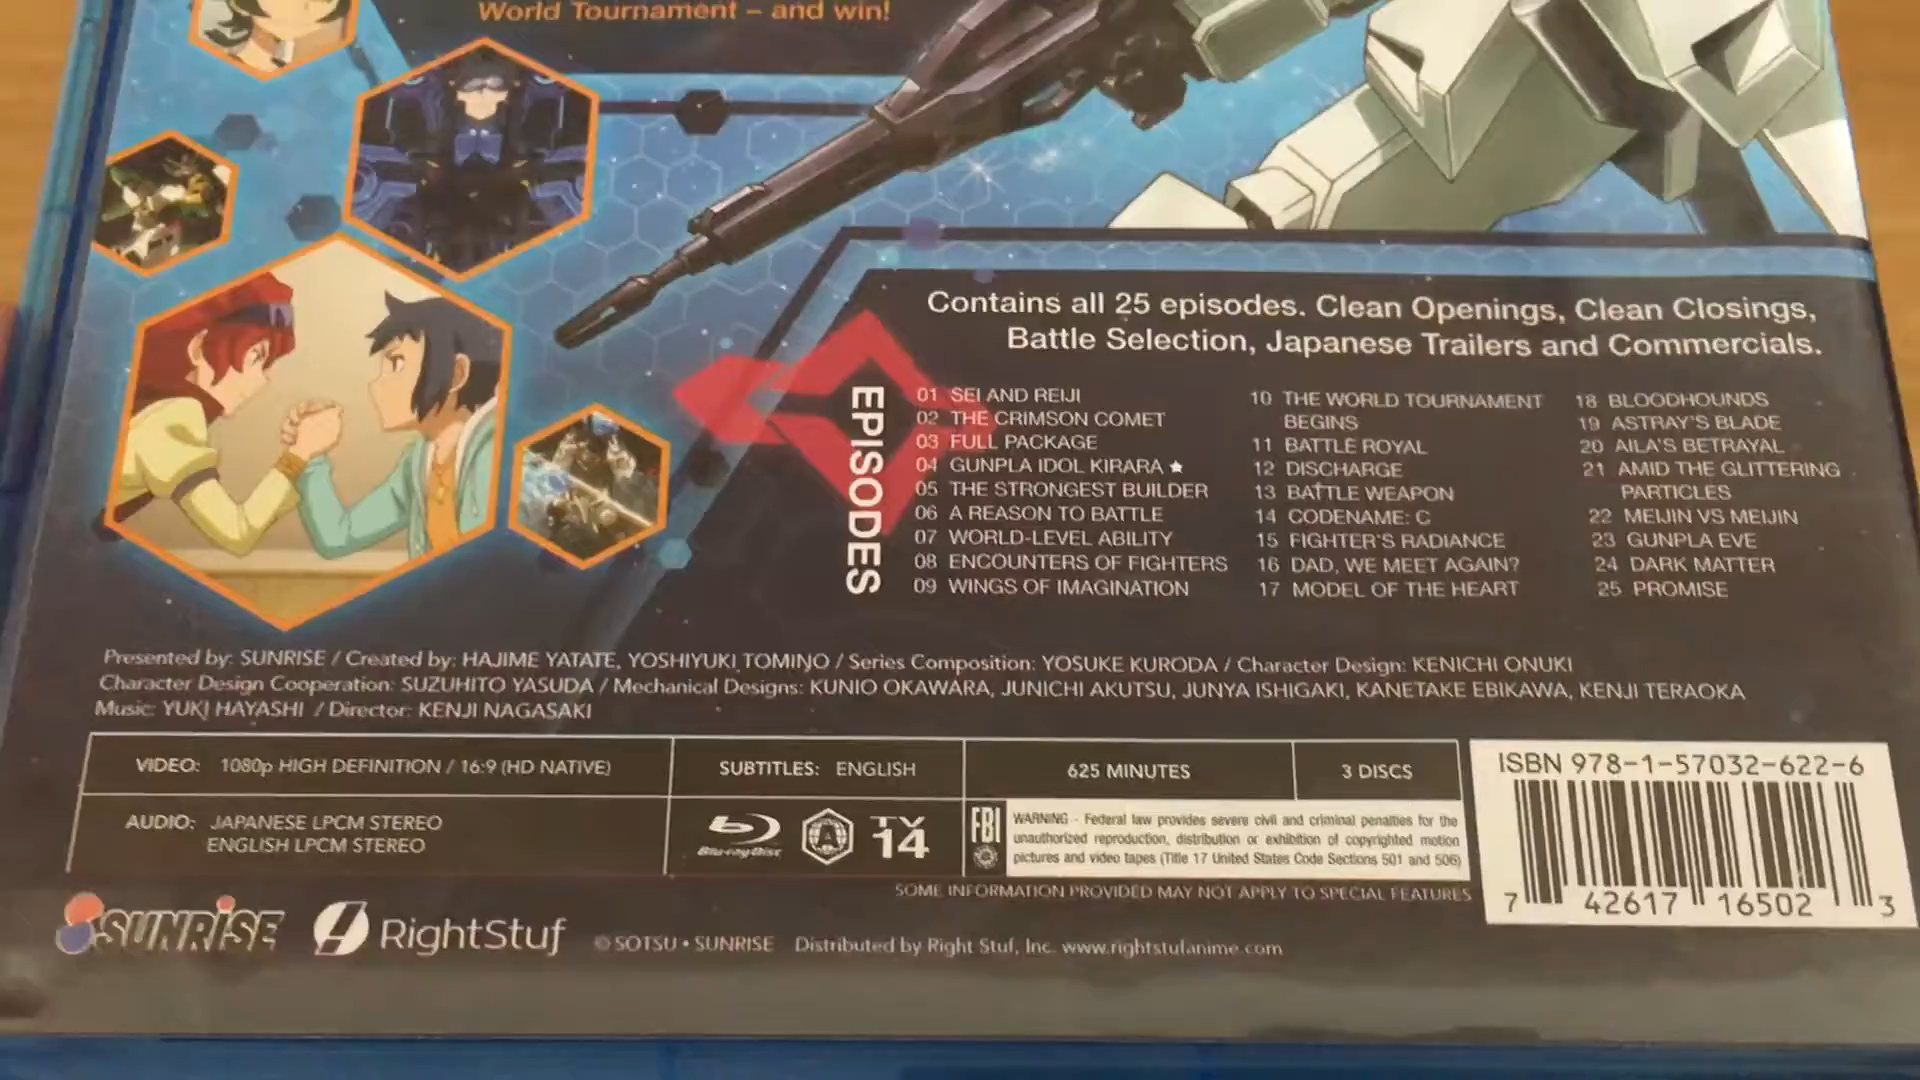 World Tournament – and win!
Contains all 25 episodes. Clean Openings, Clean Closings,
Battle Selection, Japanese Trailers and Commercials.
EPISODES
01 SEI AND REIJI
02 THE CRIMSON COMET
03 FULL PACKAGE
04 GUNPLA IDOL KIRARA ★
05 THE STRONGEST BUILDER
06 A REASON TO BATTLE
07 WORLD-LEVEL ABILITY
08 ENCOUNTERS OF FIGHTERS
09 WINGS OF IMAGINATION
10 THE WORLD TOURNAMENT
BEGINS
11 BATTLE ROYAL
12 DISCHARGE
13 BATTLE WEAPON
14 CODENAME: C
15 FIGHTER'S RADIANCE
16 DAD, WE MEET AGAIN?
17 MODEL OF THE HEART
18 BLOODHOUNDS
19 ASTRAY'S BLADE
20 AILA'S BETRAYAL
21 AMID THE GLITTERING
PARTICLES
22 MEIJIN VS MEIJIN
23 GUNPLA EVE
24 DARK MATTER
25 PROMISE
Presented by: SUNRISE / Created by: HAJIME YATATE, YOSHIYUKI TOMINO / Series Composition: YOSUKE KURODA / Character Design: KENICHI ONUKI
Character Design Cooperation: SUZUHITO YASUDA / Mechanical Designs: KUNIO OKAWARA, JUNICHI AKUTSU, JUNYA ISHIGAKI, KANETAKE EBIKAWA, KENJI TERAOKA
Music: YUKI HAYASHI / Director: KENJI NAGASAKI
VIDEO: 1080p HIGH DEFINITION / 16:9 (HD NATIVE)
SUBTITLES: ENGLISH
625 MINUTES
3 DISCS
AUDIO: JAPANESE LPCM STEREO
ENGLISH LPCM STEREO
Blu-ray Disc
A
TV
14
FBI
WARNING - Federal law provides severe civil and criminal penalties for the
unauthorized reproduction, distribution or exhibition of copyrighted motion
pictures and video tapes (Title 17 United States Code Sections 501 and 506)
SOME INFORMATION PROVIDED MAY NOT APPLY TO SPECIAL FEATURES
ISBN 978-1-57032-622-6
7 42617 16502 3
SUNRISE
RightStuf
© SOTSU • SUNRISE Distributed by Right Stuf, Inc. www.rightstufanime.com